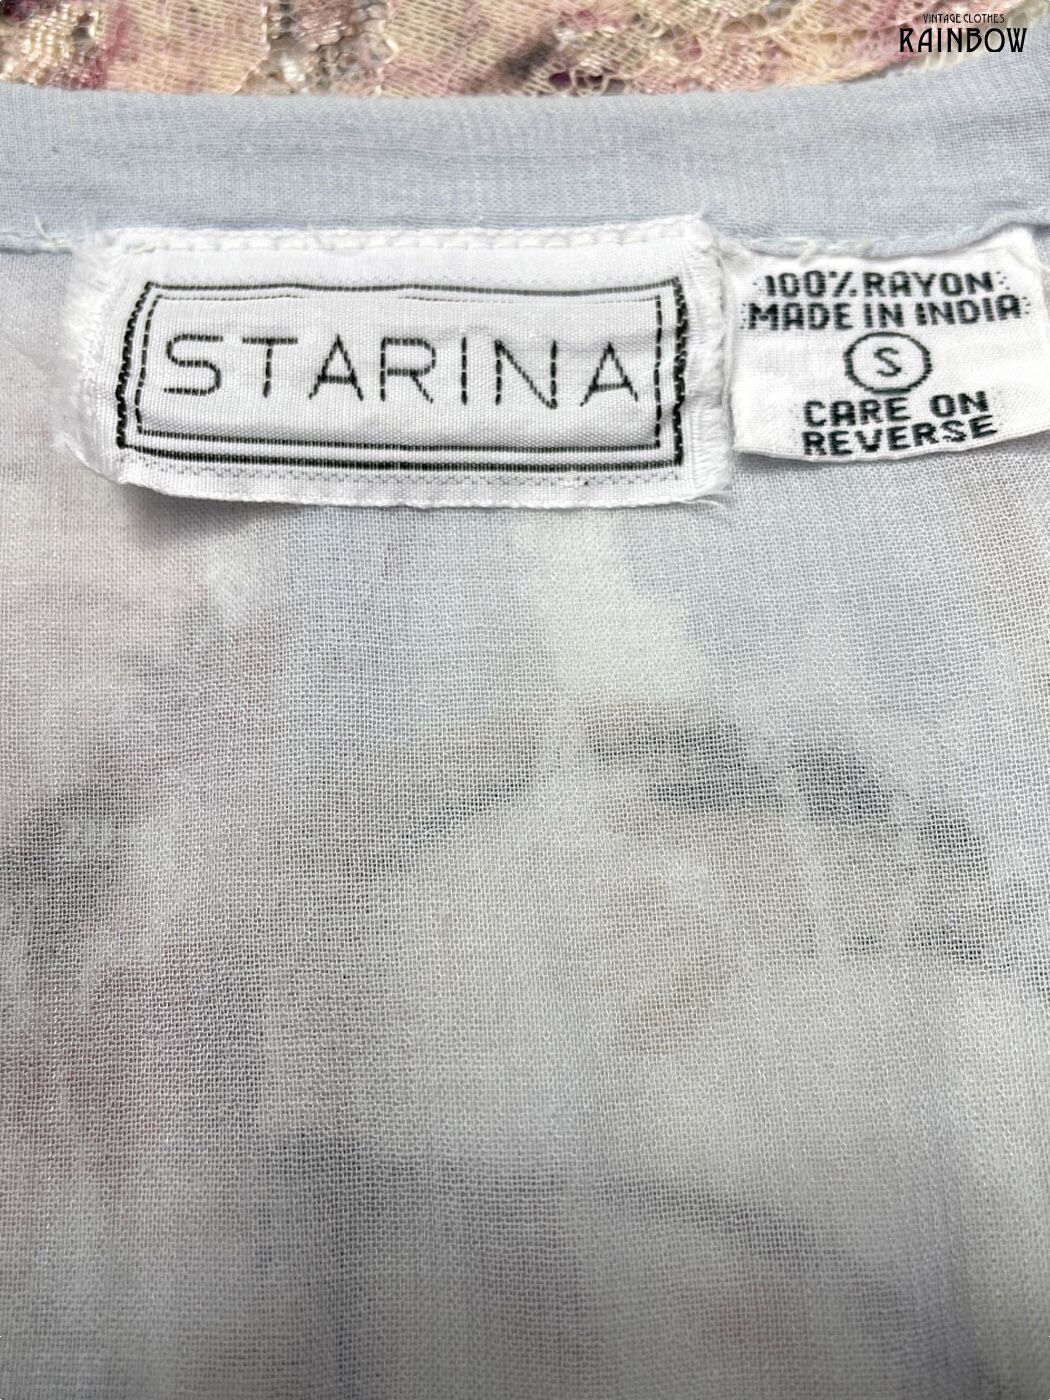 VINTAGE CLOTHES
RAINBOW
STARINA
100% RAYON
MADE IN INDIA
S
CARE ON
REVERSE